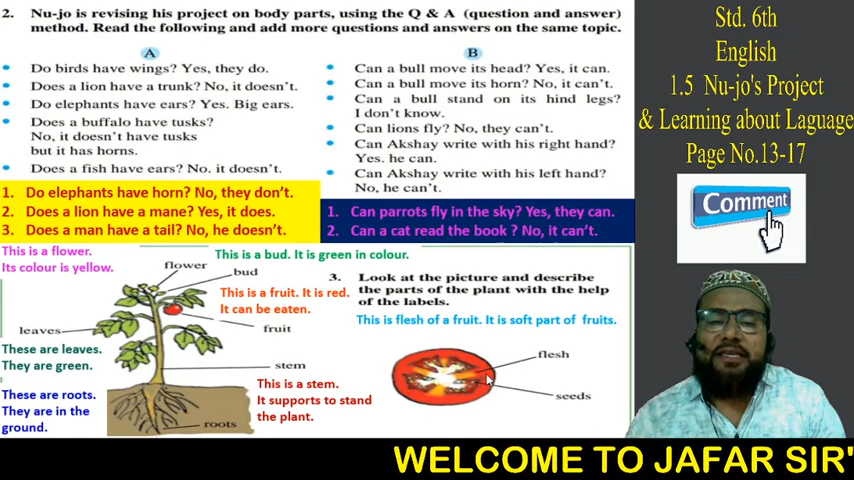 2. Nu-jo is revising his project on body parts, using the Q & A (question and answer)
method. Read the following and add more questions and answers on the same topic.
A
Do birds have wings? Yes, they do.
Does a lion have a trunk? No, it doesn't.
Do elephants have ears? Yes. Big ears.
Does a buffalo have tusks?
No, it doesn't have tusks
but it has horns.
Does a fish have ears? No. it doesn't.
1. Do elephants have horn? No, they don't.
2. Does a lion have a mane? Yes, it does.
3. Does a man have a tail? No, he doesn't.
B
Can a bull move its head? Yes, it can.
Can a bull move its horn? No, it can't.
Can a bull stand on its hind legs?
I don't know.
Can lions fly? No, they can't.
Can Akshay write with his right hand?
Yes. he can.
Can Akshay write with his left hand?
No, he can't.
1. Can parrots fly in the sky? Yes, they can.
2. Can a cat read the book ? No, it can't.
This is a flower.
Its colour is yellow.
flower
This is a bud. It is green in colour.
bud
This is a fruit. It is red.
It can be eaten.
fruit
leaves
These are leaves.
They are green.
stem
This is a stem.
It supports to stand
the plant.
These are roots.
They are in the
ground.
roots
3. Look at the picture and describe
the parts of the plant with the help
of the labels.
This is flesh of a fruit. It is soft part of fruits.
flesh
seeds
Std. 6th
English
1.5 Nu-jo's Project
& Learning about Laguage
Page No.13-17
Comment
WELCOME TO JAFAR SIR'